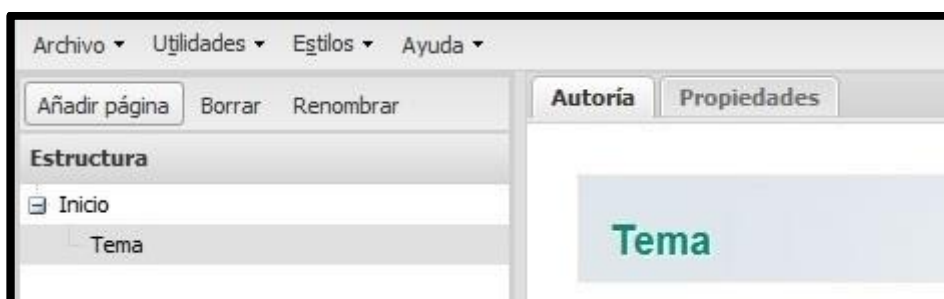 Archivo Utilidades Estilos Ayuda
Añadir página Borrar Renombrar
Autoría Propiedades
Estructura
Inicio
Tema
Tema